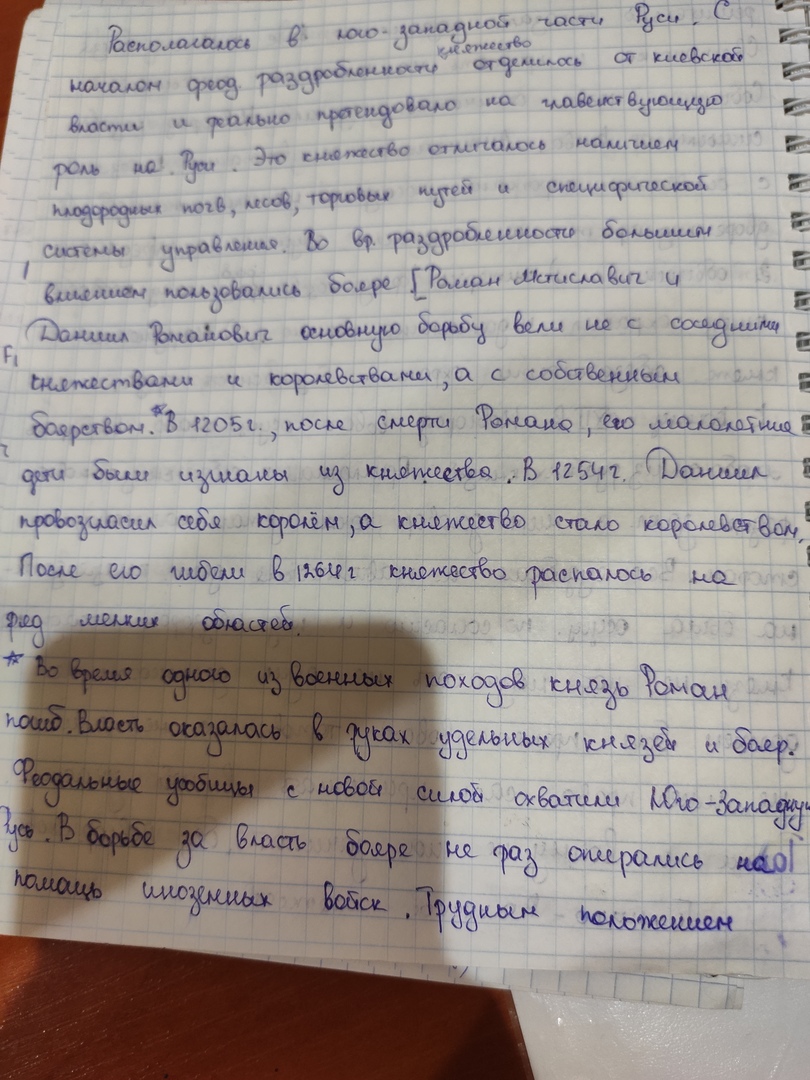 Располагалось в юго-западной части Руси. С
началом феод. раздробленности княжество отделилось от киевской
власти и реально претендовало на главенствующую
роль на Руси. Это княжество отличалось наличием
плодородных почв, лесов, торговых путей и специфической
системы управление. Во вр. раздробленности большим
влиянием пользовались бояре [Роман Мстиславич и
Даниил Романович основную борьбу вели не с соседними
княжествами и королевствами, а с собственным
боярством.* В 1205 г., после смерти Романа, его малолетние
дети были изгнаны из княжества. В 1254 г. Даниил
провозгласил себя королём, а княжество стало королевством.
После его гибели в 1264 г княжество распалось на
ряд мелких областей.
* Во время одного из военных походов князь Роман
погиб. Власть оказалась в руках удельных князей и бояр.
Феодальные усобицы с новой силой охватили Юго-Западную
Русь. В борьбе за власть бояре не раз опирались на
помощь иноземных войск. Трудным положением